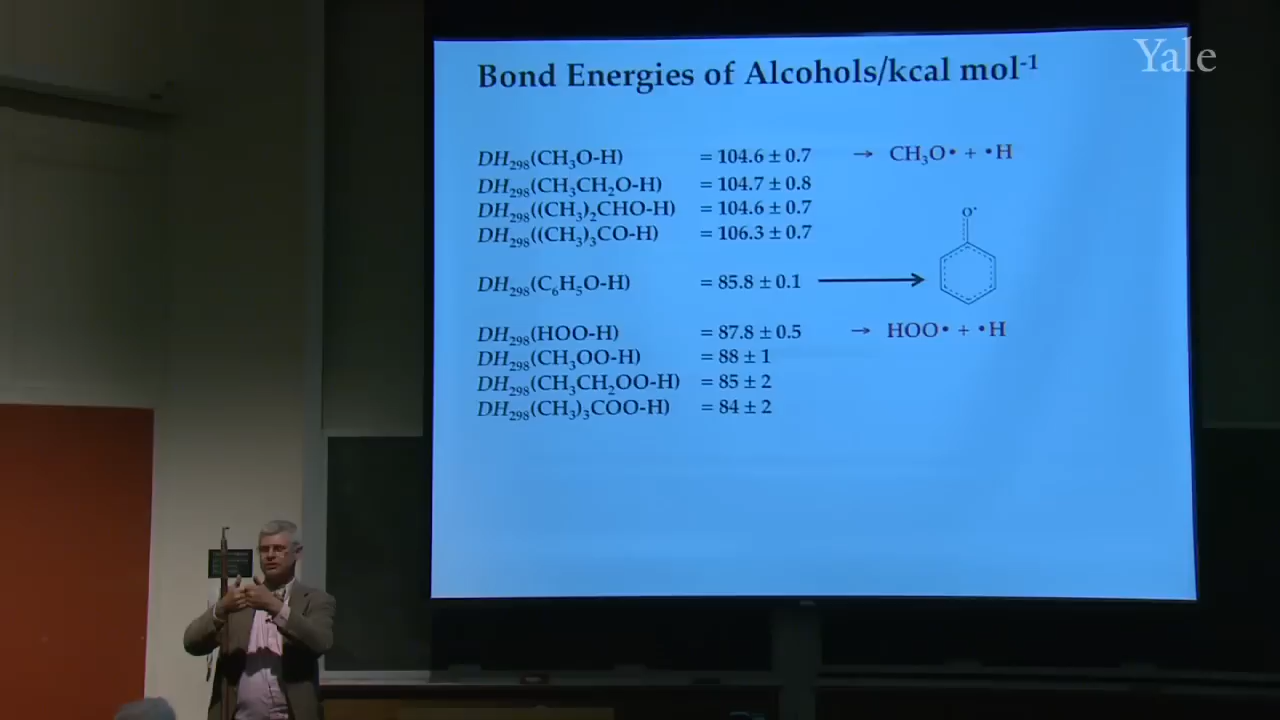 Yale
Bond Energies of Alcohols/kcal mol⁻¹
DH₂₉₈(CH₃O-H) = 104.6 ± 0.7 → CH₃O• + •H
DH₂₉₈(CH₃CH₂O-H) = 104.7 ± 0.8
DH₂₉₈((CH₃)₂CHO-H) = 104.6 ± 0.7
DH₂₉₈((CH₃)₃CO-H) = 106.3 ± 0.7
O•
DH₂₉₈(C₆H₅O-H) = 85.8 ± 0.1
DH₂₉₈(HOO-H) = 87.8 ± 0.5 → HOO• + •H
DH₂₉₈(CH₃OO-H) = 88 ± 1
DH₂₉₈(CH₃CH₂OO-H) = 85 ± 2
DH₂₉₈(CH₃)₃COO-H) = 84 ± 2